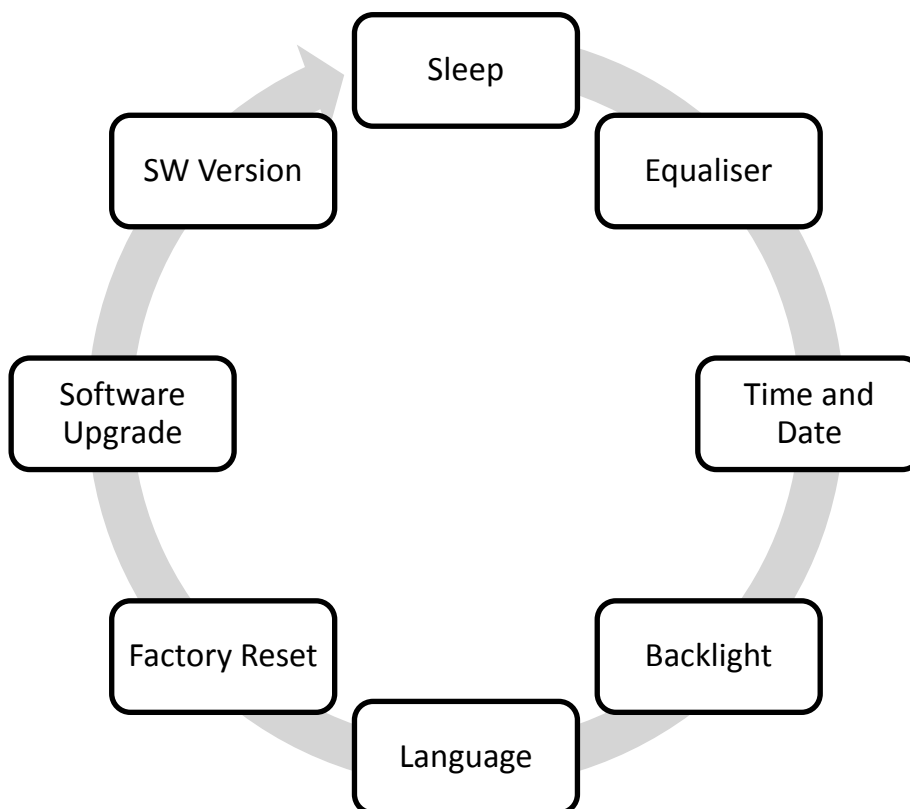 Sleep
Equaliser
Time and
Date
Backlight
Language
Factory Reset
Software
Upgrade
SW Version